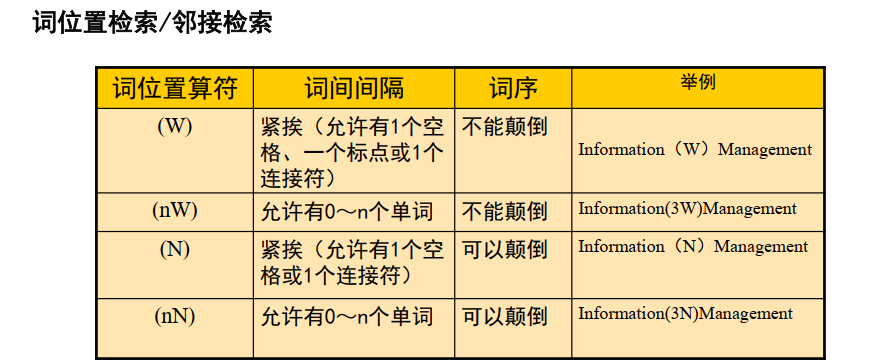 词位置检索/邻接检索
词位置算符 词间间隔 词序 举例
(W) 紧挨（允许有1个空 不能颠倒
格、一个标点或1个 Information（W）Management
连接符）
(nW) 允许有0～n个单词 不能颠倒 Information(3W)Management
(N) 紧挨（允许有1个空 可以颠倒 Information（N）Management
格或1个连接符）
(nN) 允许有0～n个单词 可以颠倒 Information(3N)Management